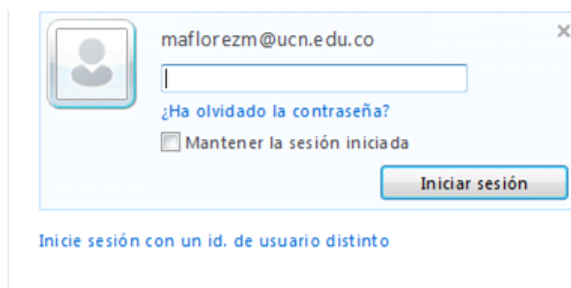 maflorezm@ucn.edu.co
¿Ha olvidado la contraseña?
Mantener la sesión iniciada
Iniciar sesión
Inicie sesión con un id. de usuario distinto